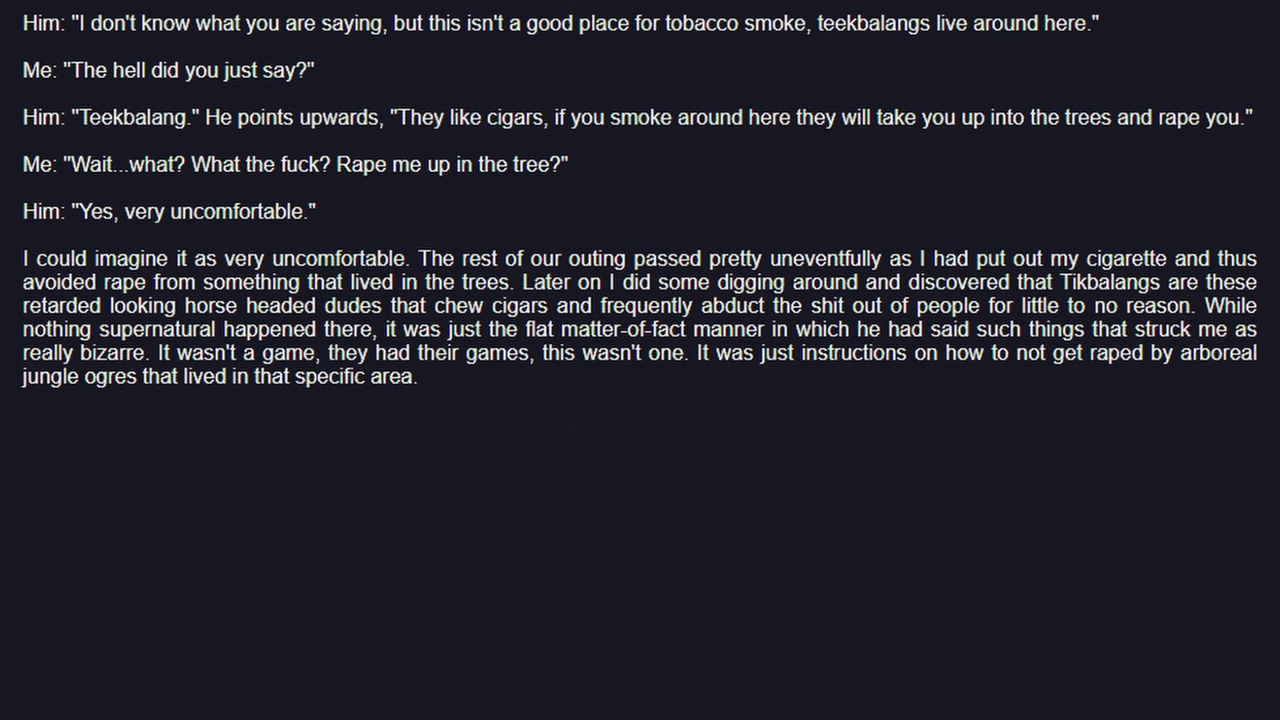 Him: "I don't know what you are saying, but this isn't a good place for tobacco smoke, teekbalangs live around here."
Me: "The hell did you just say?"
Him: "Teekbalang." He points upwards, "They like cigars, if you smoke around here they will take you up into the trees and rape you."
Me: "Wait...what? What the fuck? Rape me up in the tree?"
Him: "Yes, very uncomfortable."
I could imagine it as very uncomfortable. The rest of our outing passed pretty uneventfully as I had put out my cigarette and thus
avoided rape from something that lived in the trees. Later on I did some digging around and discovered that Tikbalangs are these
retarded looking horse headed dudes that chew cigars and frequently abduct the shit out of people for little to no reason. While
nothing supernatural happened there, it was just the flat matter-of-fact manner in which he had said such things that struck me as
really bizarre. It wasn't a game, they had their games, this wasn't one. It was just instructions on how to not get raped by arboreal
jungle ogres that lived in that specific area.